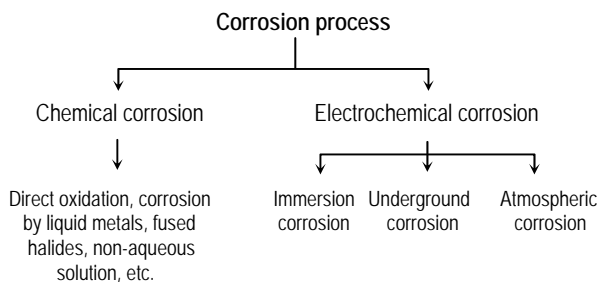 Corrosion process
Chemical corrosion
Electrochemical corrosion
Direct oxidation, corrosion
by liquid metals, fused
halides, non-aqueous
solution, etc.
Immersion
corrosion
Underground
corrosion
Atmospheric
corrosion